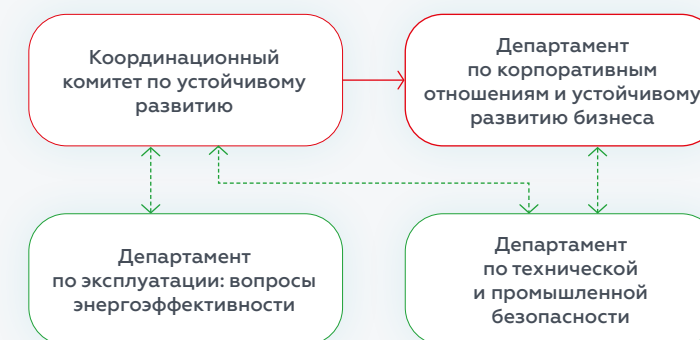 Координационный
комитет по устойчивому
развитию
Департамент
по корпоративным
отношениям и устойчивому
развитию бизнеса
Департамент
по эксплуатации: вопросы
энергоэффективности
Департамент
по технической
и промышленной
безопасности